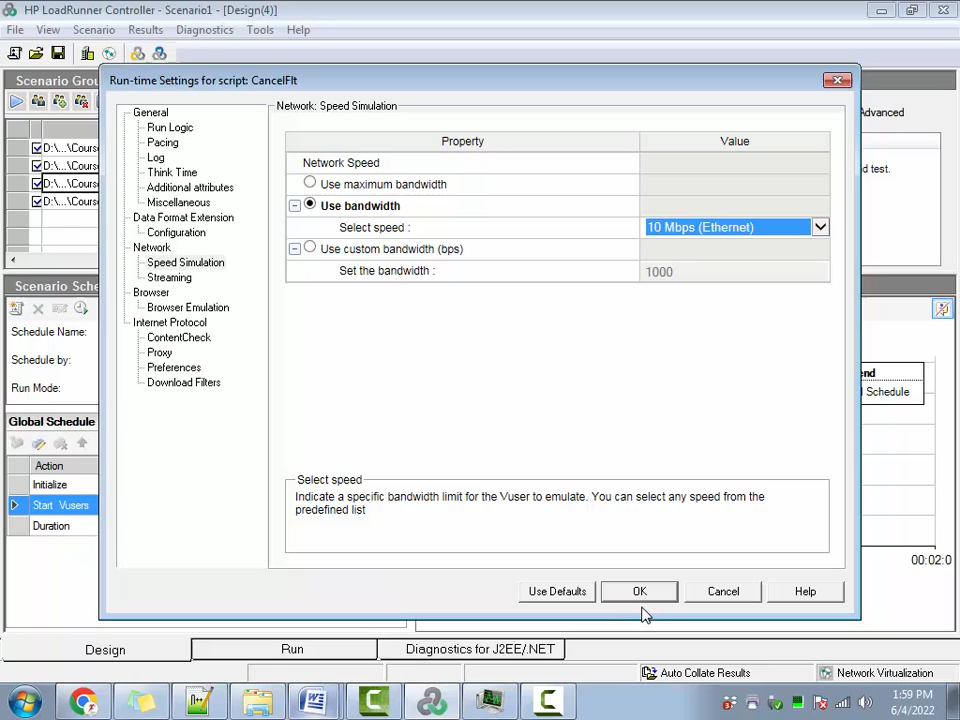 HP LoadRunner Controller - Scenario1 - [Design(4)]
File View Scenario Results Diagnostics Tools Help
Scenario Grou
Run-time Settings for script: CancelFlt
Advanced
D:\...\Cours
D:\...\Cours
D:\...\Cours
D:\...\Cours
ed test.
General
Run Logic
Pacing
Log
Think Time
Additional attributes
Miscellaneous
Data Format Extension
Configuration
Network
Speed Simulation
Streaming
Browser
Browser Emulation
Internet Protocol
ContentCheck
Proxy
Preferences
Download Filters
Network: Speed Simulation
Property Value
Network Speed
Use maximum bandwidth
Use bandwidth
Select speed : 10 Mbps (Ethernet)
Use custom bandwidth (bps)
Set the bandwidth : 1000
Select speed
Indicate a specific bandwidth limit for the Vuser to emulate. You can select any speed from the
predefined list
Use Defaults OK Cancel Help
Scenario Sche
Schedule Name:
Schedule by:
Run Mode:
Global Schedule
Action
Initialize
Start Vusers
Duration
end
Schedule
00:02:0
Design Run Diagnostics for J2EE/.NET
Auto Collate Results Network Virtualization
1:59 PM
6/4/2022